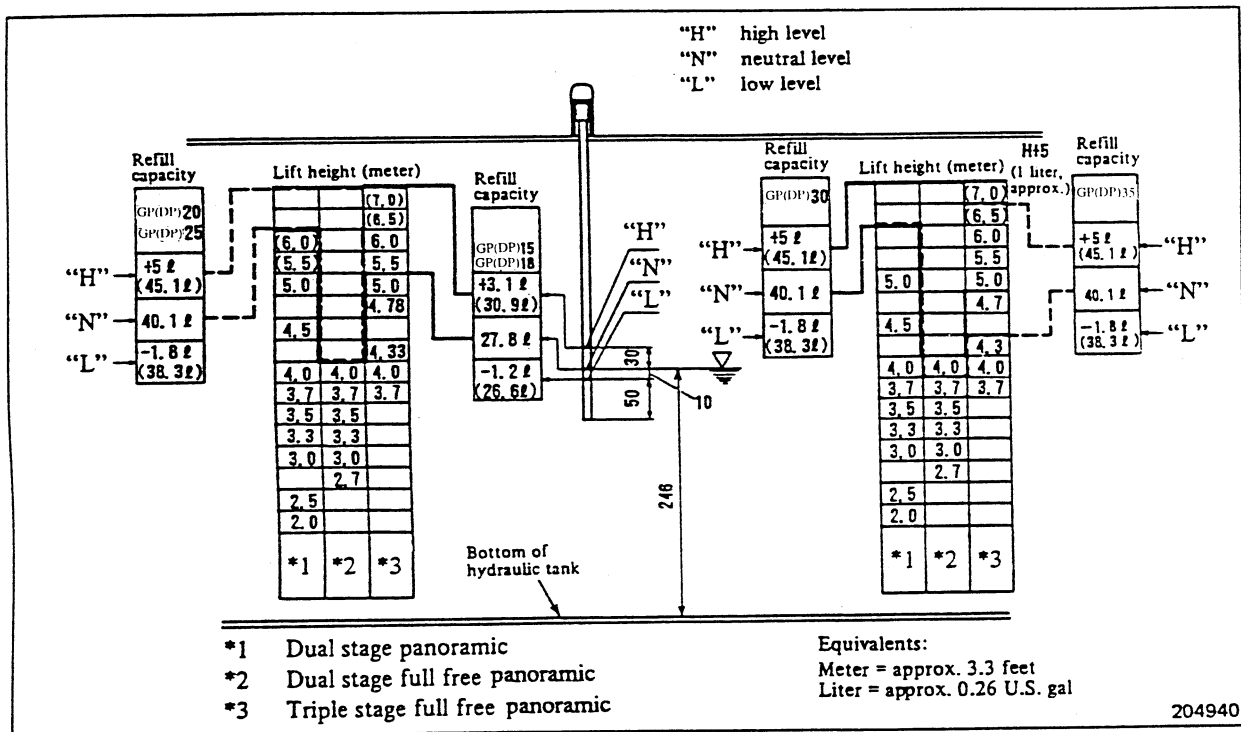 “H” high level
“N” neutral level
“L” low level
Refill capacity
GP(DP)20
GP(DP)25
+5 ℓ
(45.1ℓ)
40.1 ℓ
-1.8 ℓ
(38.3ℓ)
“H”
“N”
“L”
Lift height (meter)
(7,0)
(6.5)
(6,0) 6.0
(5,5) 5,5
5.0 5.0
4.78
4,5
4,33
4,0 4,0 4.0
3,7 3,7 3.7
3.5 3.5
3.3 3.3
3,0 3,0
2.7
2,5
2.0
*1 *2 *3
Refill capacity
GP(DP)15
GP(DP)18
+3.1 ℓ
(30.9ℓ)
27.8 ℓ
-1.2 ℓ
(26.6ℓ)
“H”
“N”
“L”
30
10
50
246
Bottom of
hydraulic tank
Refill capacity
GP(DP)30
+5 ℓ
(45.1ℓ)
40.1 ℓ
-1.8 ℓ
(38.3ℓ)
“H”
“N”
“L”
Lift height (meter)
(7,0)
(6,5)
6.0
5.5
5.0 5.0
4.7
4.5
4.3
4,0 4,0 4.0
3,7 3,7 3.7
3,5 3,5
3,3 3.3
3,0 3.0
2.7
2,5
2.0
*1 *2 *3
H+5
(1 liter,
approx.)
Refill
capacity
GP(DP)35
+5 ℓ
(45.1ℓ)
40.1 ℓ
-1.8 ℓ
(38.3ℓ)
“H”
“N”
“L”
*1 Dual stage panoramic
*2 Dual stage full free panoramic
*3 Triple stage full free panoramic
Equivalents:
Meter = approx. 3.3 feet
Liter = approx. 0.26 U.S. gal
204940